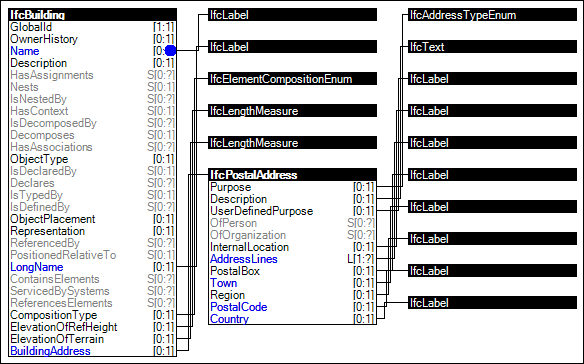 IfcBuilding
GlobalId [1:1]
OwnerHistory [0:1]
Name [0:
Description [0:1]
HasAssignments S[0:?]
Nests S[0:1]
IsNestedBy S[0:?]
HasContext S[0:1]
IsDecomposedBy S[0:?]
Decomposes S[0:1]
HasAssociations S[0:?]
ObjectType [0:1]
IsDeclaredBy S[0:1]
Declares S[0:?]
IsTypedBy S[0:1]
IsDefinedBy S[0:?]
ObjectPlacement [0:1]
Representation [0:1]
ReferencedBy S[0:?]
PositionedRelativeTo S[0:?]
LongName [0:1]
ContainsElements S[0:?]
ServicedBySystems S[0:?]
ReferencesElements S[0:?]
CompositionType [0:1]
ElevationOfRefHeight [0:1]
ElevationOfTerrain [0:1]
BuildingAddress [0:1]
IfcLabel
IfcLabel
IfcElementCompositionEnum
IfcLengthMeasure
IfcLengthMeasure
IfcPostalAddress
Purpose [0:1]
Description [0:1]
UserDefinedPurpose [0:1]
OfPerson S[0:?]
OfOrganization S[0:?]
InternalLocation [0:1]
AddressLines L[1:?]
PostalBox [0:1]
Town [0:1]
Region [0:1]
PostalCode [0:1]
Country [0:1]
IfcAddressTypeEnum
IfcText
IfcLabel
IfcLabel
IfcLabel
IfcLabel
IfcLabel
IfcLabel
IfcLabel
IfcLabel